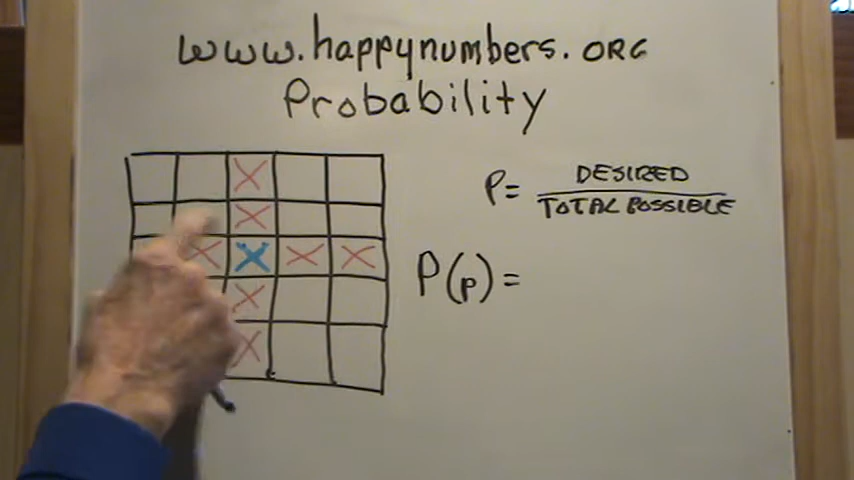 www.happynumbers.ORG
Probability
P= DESIRED
TOTAL POSSIBLE
P(p)=